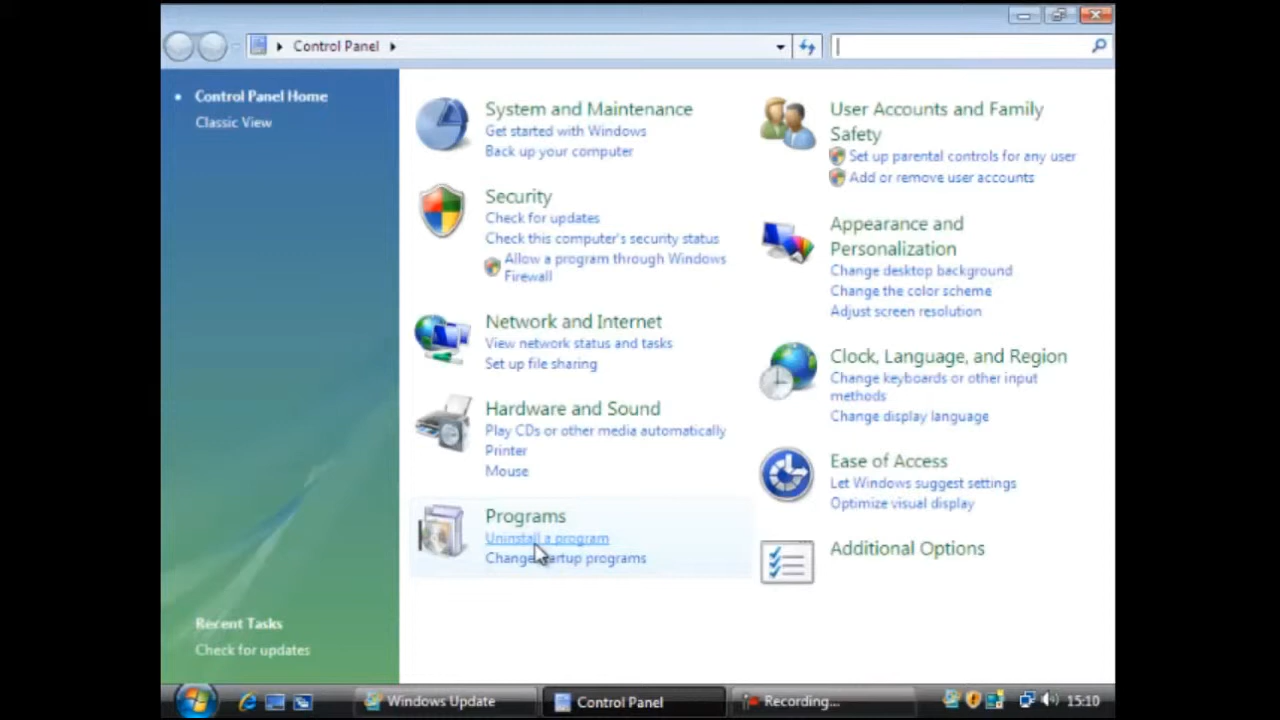 Control Panel
Control Panel Home
Classic View
System and Maintenance
Get started with Windows
Back up your computer
Security
Check for updates
Check this computer's security status
Allow a program through Windows
Firewall
Network and Internet
View network status and tasks
Set up file sharing
Hardware and Sound
Play CDs or other media automatically
Printer
Mouse
Programs
Uninstall a program
Change startup programs
User Accounts and Family
Safety
Set up parental controls for any user
Add or remove user accounts
Appearance and
Personalization
Change desktop background
Change the color scheme
Adjust screen resolution
Clock, Language, and Region
Change keyboards or other input
methods
Change display language
Ease of Access
Let Windows suggest settings
Optimize visual display
Additional Options
Recent Tasks
Check for updates
Windows Update
Control Panel
Recording...
15:10